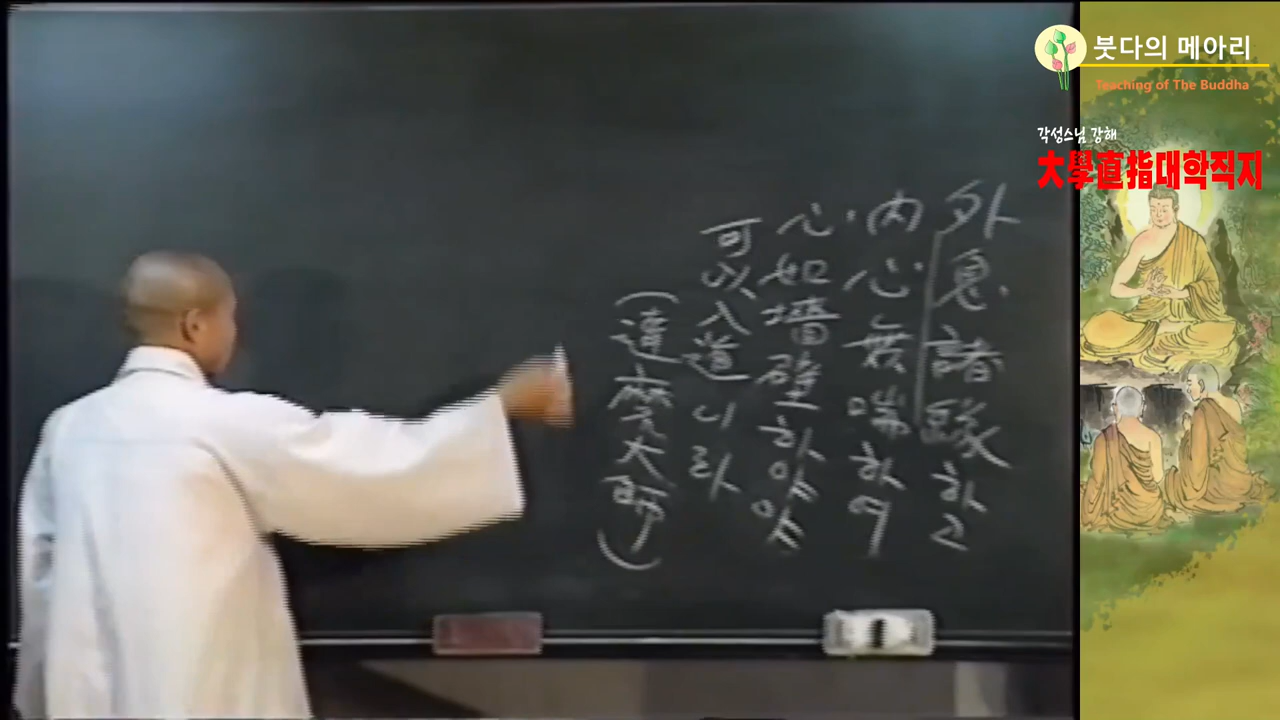 붓다의 메아리
Teaching of The Buddha
각성스님 강해
大學直指대학직지
外息諸緣하고
內心無喘하여
心如墻壁하야야
可以入道니라
(達磨大師)